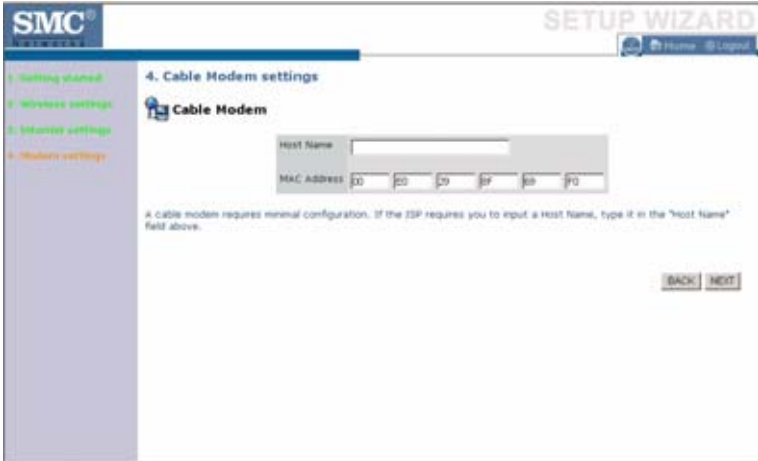 SMC®
Networks
SETUP WIZARD
Home Logout
1. Getting started
2. Wireless settings
3. Internet settings
4. Modem settings
4. Cable Modem settings
Cable Modem
Host Name
MAC Address 00 E0 29 8F 69 F0
A cable modem requires minimal configuration. If the ISP requires you to input a Host Name, type it in the "Host Name"
field above.
BACK NEXT